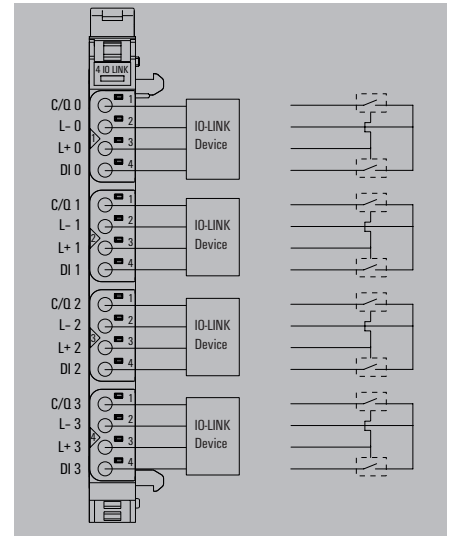 4 IO LINK
C/Q 0 1
L– 0 2
L+ 0 3
DI 0 4
1
IO-LINK
Device
C/Q 1 1
L– 1 2
L+ 1 3
DI 1 4
2
IO-LINK
Device
C/Q 2 1
L– 2 2
L+ 2 3
DI 2 4
3
IO-LINK
Device
C/Q 3 1
L– 3 2
L+ 3 3
DI 3 4
4
IO-LINK
Device